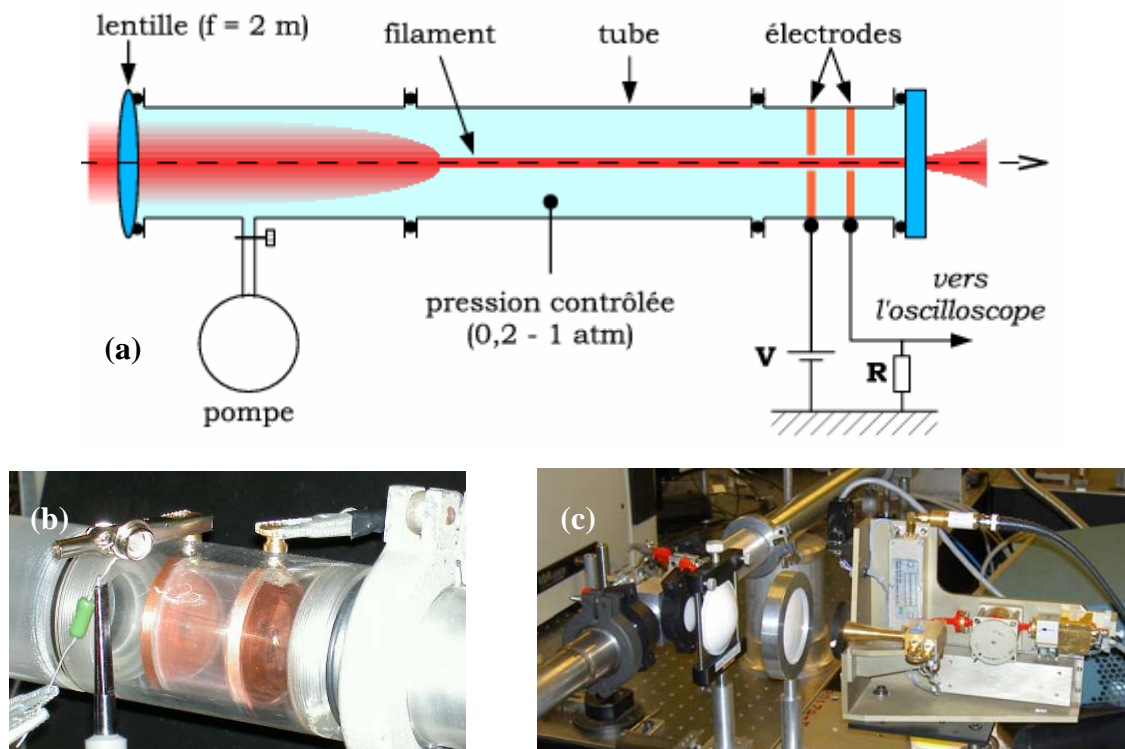 lentille (f = 2 m)
filament
tube
électrodes
pression contrôlée
(0,2 - 1 atm)
vers
l'oscilloscope
(a)
V
R
pompe
(b)
(c)